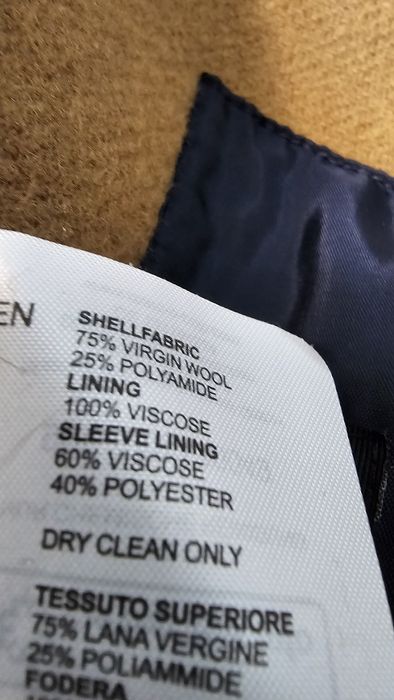 EN
SHELLFABRIC
75% VIRGIN WOOL
25% POLYAMIDE
LINING
100% VISCOSE
SLEEVE LINING
60% VISCOSE
40% POLYESTER
DRY CLEAN ONLY
TESSUTO SUPERIORE
75% LANA VERGINE
25% POLIAMMIDE
FODERA